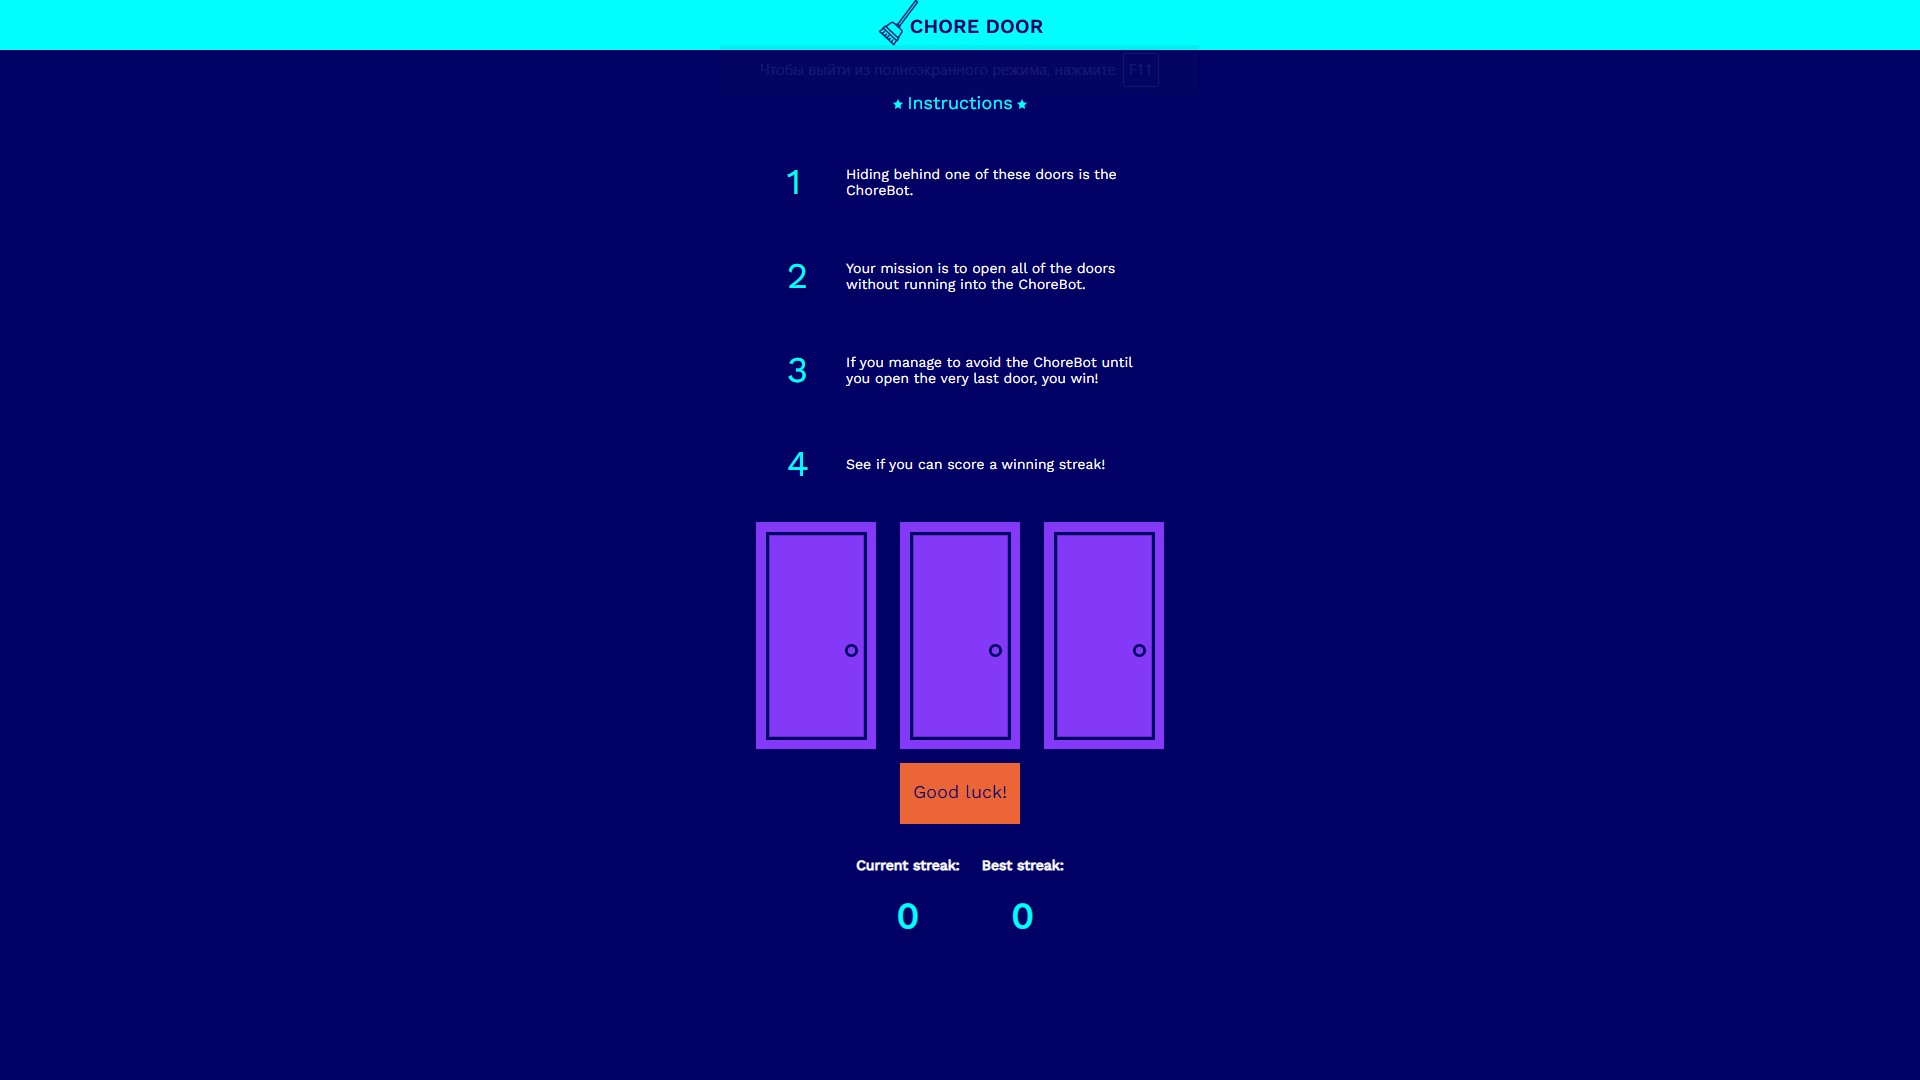 CHORE DOOR
Чтобы выйти из полноэкранного режима, нажмите F11
Instructions
1
Hiding behind one of these doors is the
ChoreBot.
2
Your mission is to open all of the doors
without running into the ChoreBot.
3
If you manage to avoid the ChoreBot until
you open the very last door, you win!
4
See if you can score a winning streak!
Good luck!
Current streak: Best streak:
0 0